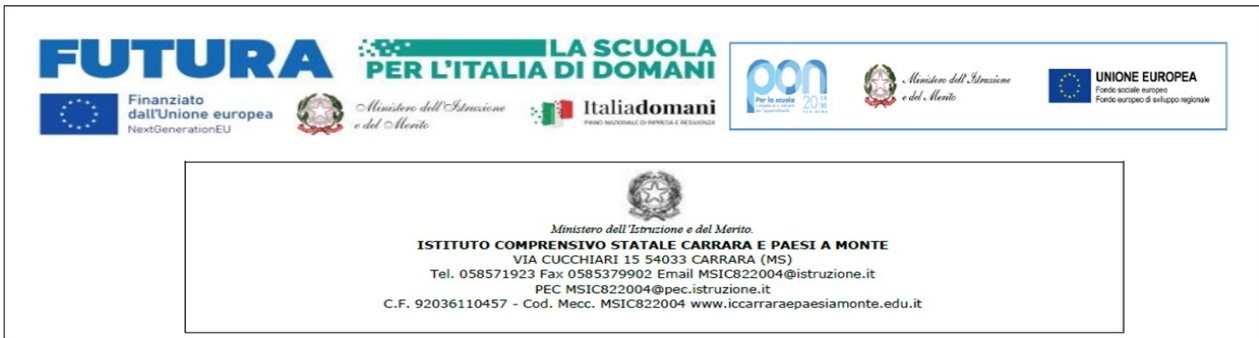 FUTURA
LA SCUOLA
PER L'ITALIA DI DOMANI
Finanziato
dall'Unione europea
NextGenerationEU
Ministero dell'Istruzione
e del Merito
Italiadomani
PIANO NAZIONALE DI RIPRESA E RESILIENZA
pon
Per la scuola
20
Ministero dell'Istruzione
e del Merito
UNIONE EUROPEA
Fondo sociale europeo
Fondo europeo di sviluppo regionale
Ministero dell'Istruzione e del Merito.
ISTITUTO COMPRENSIVO STATALE CARRARA E PAESI A MONTE
VIA CUCCHIARI 15 54033 CARRARA (MS)
Tel. 058571923 Fax 0585379902 Email MSIC822004@istruzione.it
PEC MSIC822004@pec.istruzione.it
C.F. 92036110457 - Cod. Mecc. MSIC822004 www.iccarraraepaesiamonte.edu.it